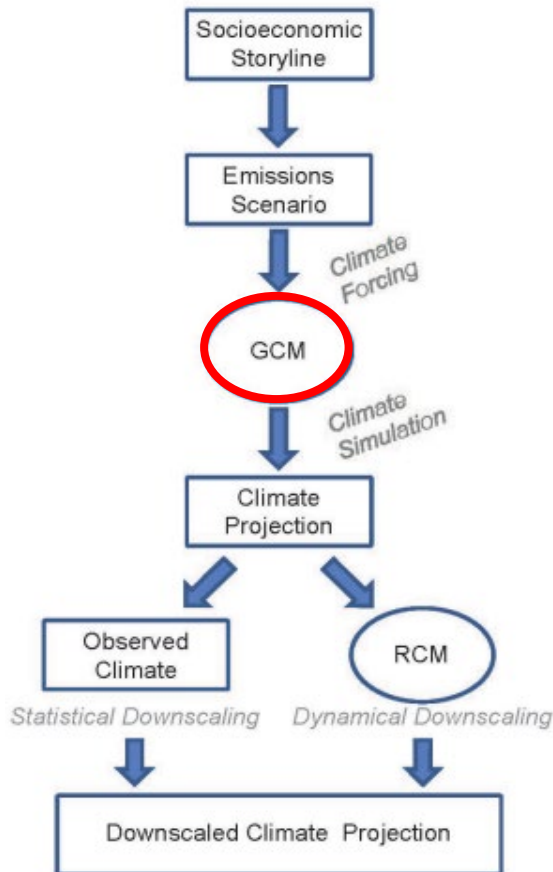 Socioeconomic
Storyline
Emissions
Scenario
Climate
Forcing
GCM
Climate
Simulation
Climate
Projection
Observed
Climate
RCM
Statistical Downscaling
Dynamical Downscaling
Downscaled Climate Projection